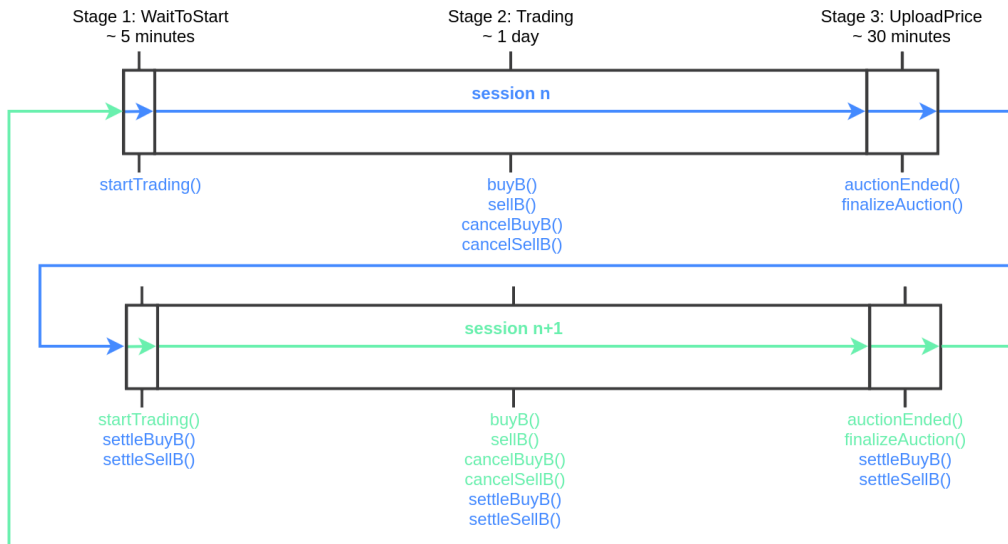 Stage 1: WaitToStart
~ 5 minutes
Stage 2: Trading
~ 1 day
Stage 3: UploadPrice
~ 30 minutes
session n
startTrading()
buyB()
sellB()
cancelBuyB()
cancelSellB()
auctionEnded()
finalizeAuction()
session n+1
startTrading()
settleBuyB()
settleSellB()
buyB()
sellB()
cancelBuyB()
cancelSellB()
settleBuyB()
settleSellB()
auctionEnded()
finalizeAuction()
settleBuyB()
settleSellB()